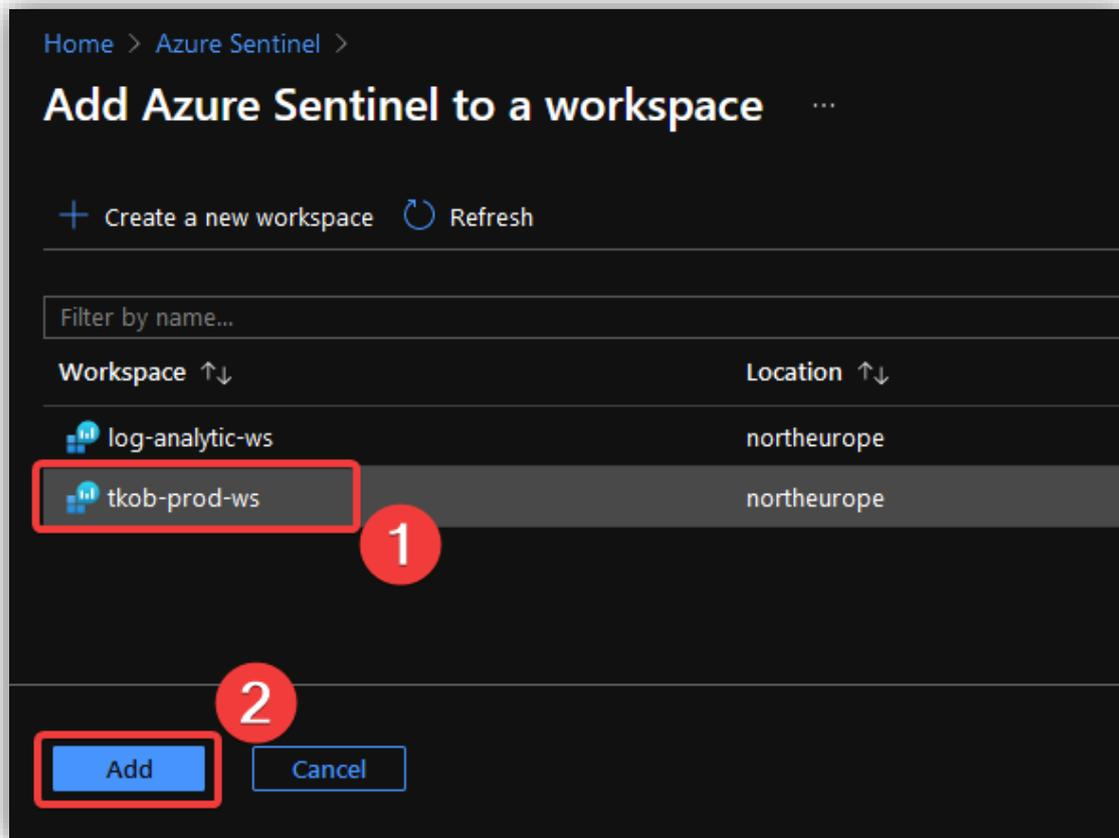 Home > Azure Sentinel >
Add Azure Sentinel to a workspace ...
+ Create a new workspace Refresh
Filter by name...
Workspace ↑↓ Location ↑↓
log-analytic-ws northeurope
tkob-prod-ws northeurope
1
2
Add Cancel